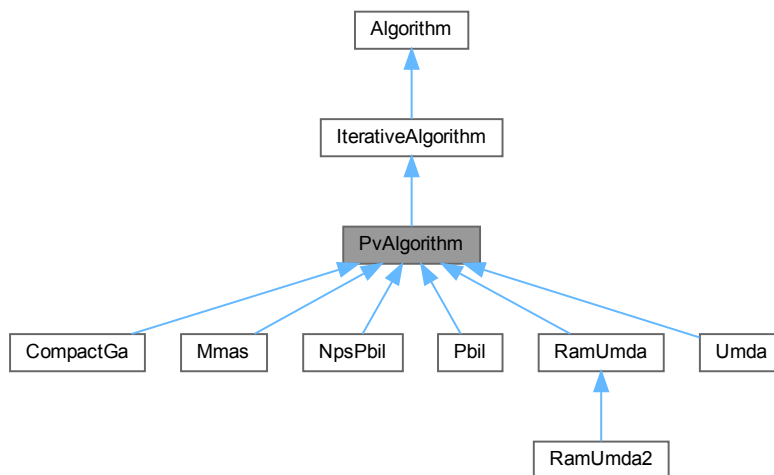 Algorithm
IterativeAlgorithm
PvAlgorithm
CompactGa
Mmas
NpsPbil
Pbil
RamUmda
Umda
RamUmda2